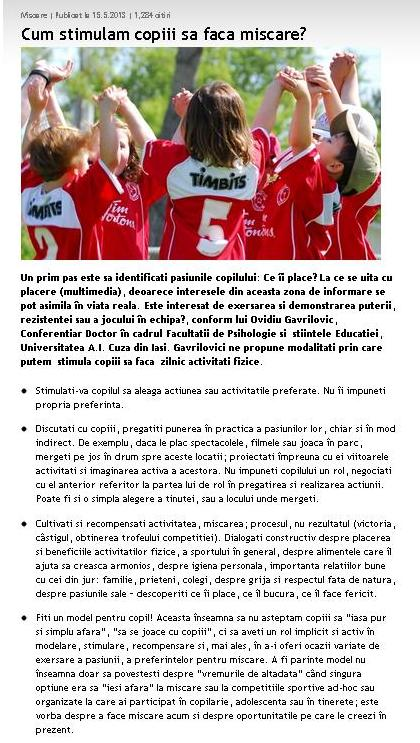 Miscare | Publicat la 15.5.2013 | 1,284 citiri
Cum stimulam copiii sa faca miscare?
TimBits
Tim
Hortons
5
2
Un prim pas este sa identificati pasiunile copilului: Ce îi place? La ce se uita cu
placere (multimedia), deoarece interesele din aceasta zona de informare se
pot asimila în viata reala. Este interesat de exersarea si demonstrarea puterii,
rezistentei sau a jocului în echipa?, conform lui Ovidiu Gavrilovic,
Conferentiar Doctor în cadrul Facultatii de Psihologie si stiintele Educatiei,
Universitatea A.I. Cuza din Iasi. Gavrilovici ne propune modalitati prin care
putem stimula copiii sa faca zilnic activitati fizice.
• Stimulati-va copilul sa aleaga actiunea sau activitatile preferate. Nu îi impuneti
propria preferinta.
• Discutati cu copiii, pregatiti punerea în practica a pasiunilor lor, chiar si în mod
indirect. De exemplu, daca le plac spectacolele, filmele sau joaca în parc,
mergeti pe jos în drum spre aceste locatii; proiectati împreuna cu ei viitoarele
activitati si imaginarea activa a acestora. Nu impuneti copilului un rol, negociati
cu el anterior referitor la partea lui de rol în pregatirea si realizarea actiunii.
Poate fi si o simpla alegere a tinutei, sau a locului unde mergeti.
• Cultivati si recompensati activitatea, miscarea; procesul, nu rezultatul (victoria,
câstigul, obtinerea trofeului competitiei). Dialogati constructiv despre placerea
si beneficiile activitatilor fizice, a sportului în general, despre alimentele care îl
ajuta sa creasca armonios, despre igiena personala, importanta relatiilor bune
cu cei din jur: familie, prieteni, colegi, despre grija si respectul fata de natura,
despre pasiunile sale - descoperiti ce îi place, ce îl bucura, ce îl face fericit.
• Fiti un model pentru copil! Aceasta înseamna sa nu asteptam copiii sa "iasa pur
si simplu afara", "sa se joace cu copiii", ci sa aveti un rol implicit si activ în
modelare, stimulare, recompensare si, mai ales, în a-i oferi ocazii variate de
exersare a pasiunii, a preferintelor pentru miscare. A fi parinte model nu
înseamna doar sa povestesti despre "vremurile de altadata" când singura
optiune era sa "iesi afara" la miscare sau la competitiile sportive ad-hoc sau
organizate la care ai participat în copilarie, adolescenta sau în tinerete; este
vorba despre a face miscare acum si despre oportunitatile pe care le creezi în
prezent.